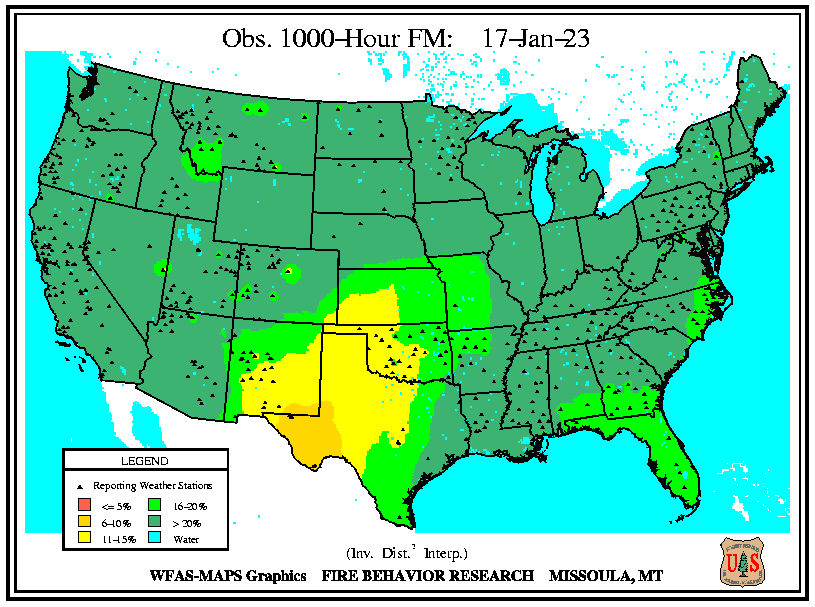 Obs. 1000-Hour FM: 17-Jan-23
LEGEND
Reporting Weather Stations
<= 5%
16-20%
6-10%
> 20%
11-15%
Water
(Inv. Dist.² Interp.)
WFAS-MAPS Graphics FIRE BEHAVIOR RESEARCH MISSOULA, MT
U S